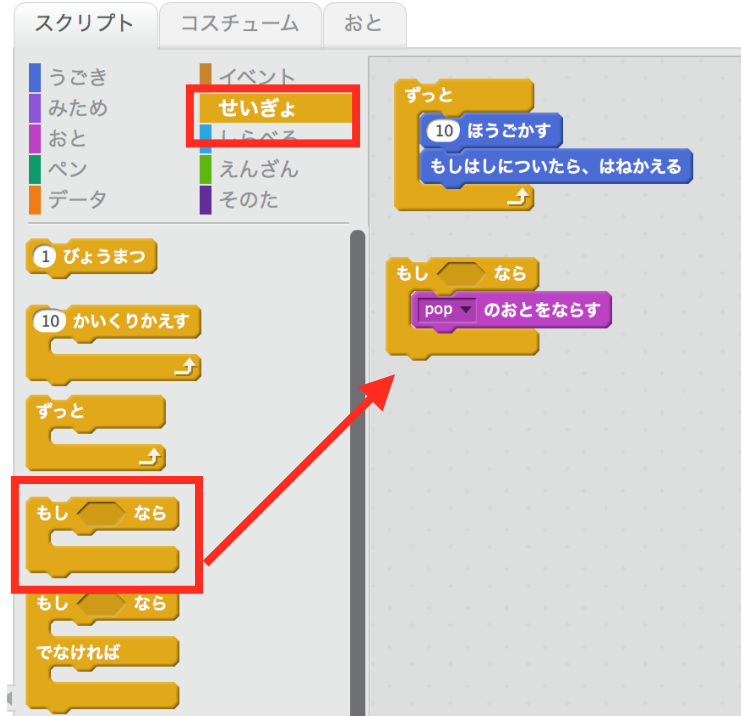 スクリプト コスチューム おと
うごき イベント
みため せいぎょ
おと しらべる
ペン えんざん
データ そのた
1 びょうまつ
10 かいくりかえす
ずっと
もし なら
もし なら
でなければ
ずっと
10 ほうごかす
もしはしについたら、はねかえる
もし なら
pop のおとをならす